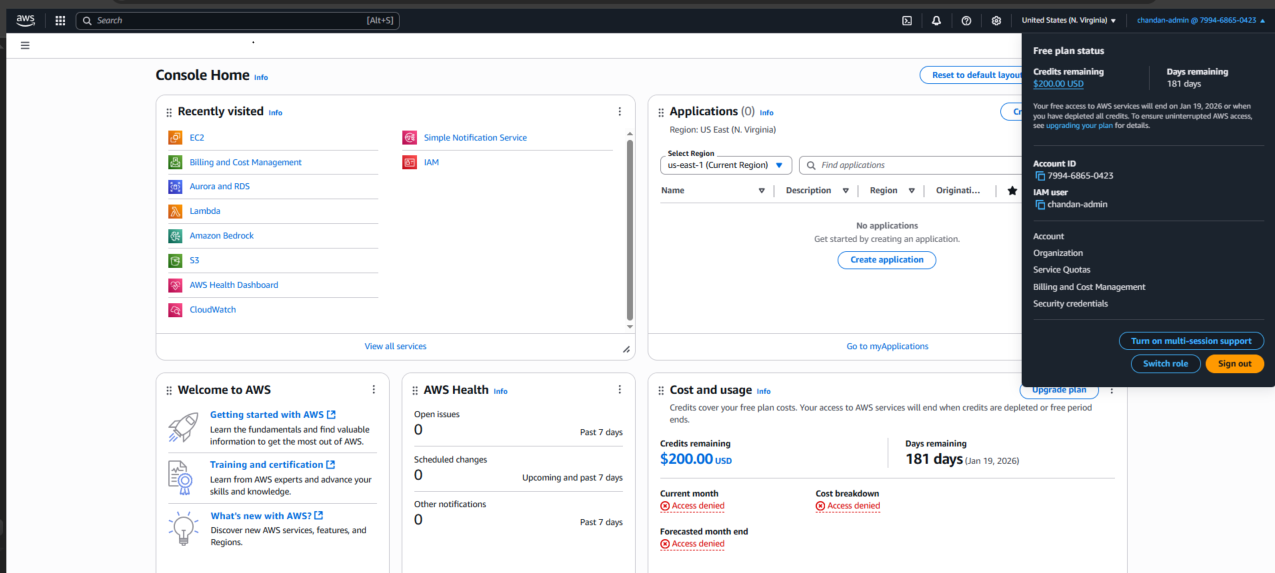 aws
Search [Alt+S]
United States (N. Virginia) chandan-admin @ 7994-6865-0423
Console Home Info
Reset to default layout
Recently visited Info
EC2
Billing and Cost Management
Aurora and RDS
Lambda
Amazon Bedrock
S3
AWS Health Dashboard
CloudWatch
Simple Notification Service
IAM
View all services
Applications (0) Info
Cr
Region: US East (N. Virginia)
Select Region
us-east-1 (Current Region)
Find applications
Name Description Region Originati...
No applications
Get started by creating an application.
Create application
Go to myApplications
Free plan status
Credits remaining
$200.00 USD
Days remaining
181 days
Your free access to AWS services will end on Jan 19, 2026 or when
you have depleted all credits. To ensure uninterrupted AWS access,
see upgrading your plan for details.
Account ID
7994-6865-0423
IAM user
chandan-admin
Account
Organization
Service Quotas
Billing and Cost Management
Security credentials
Turn on multi-session support
Switch role
Sign out
Welcome to AWS
Getting started with AWS
Learn the fundamentals and find valuable
information to get the most out of AWS.
Training and certification
Learn from AWS experts and advance your
skills and knowledge.
What's new with AWS?
Discover new AWS services, features, and
Regions.
AWS Health Info
Open issues
0
Past 7 days
Scheduled changes
0
Upcoming and past 7 days
Other notifications
0
Past 7 days
Cost and usage Info
Upgrade plan
Credits cover your free plan costs. Your access to AWS services will end when credits are depleted or free period
ends.
Credits remaining
$200.00 USD
Days remaining
181 days (Jan 19, 2026)
Current month
Access denied
Cost breakdown
Access denied
Forecasted month end
Access denied